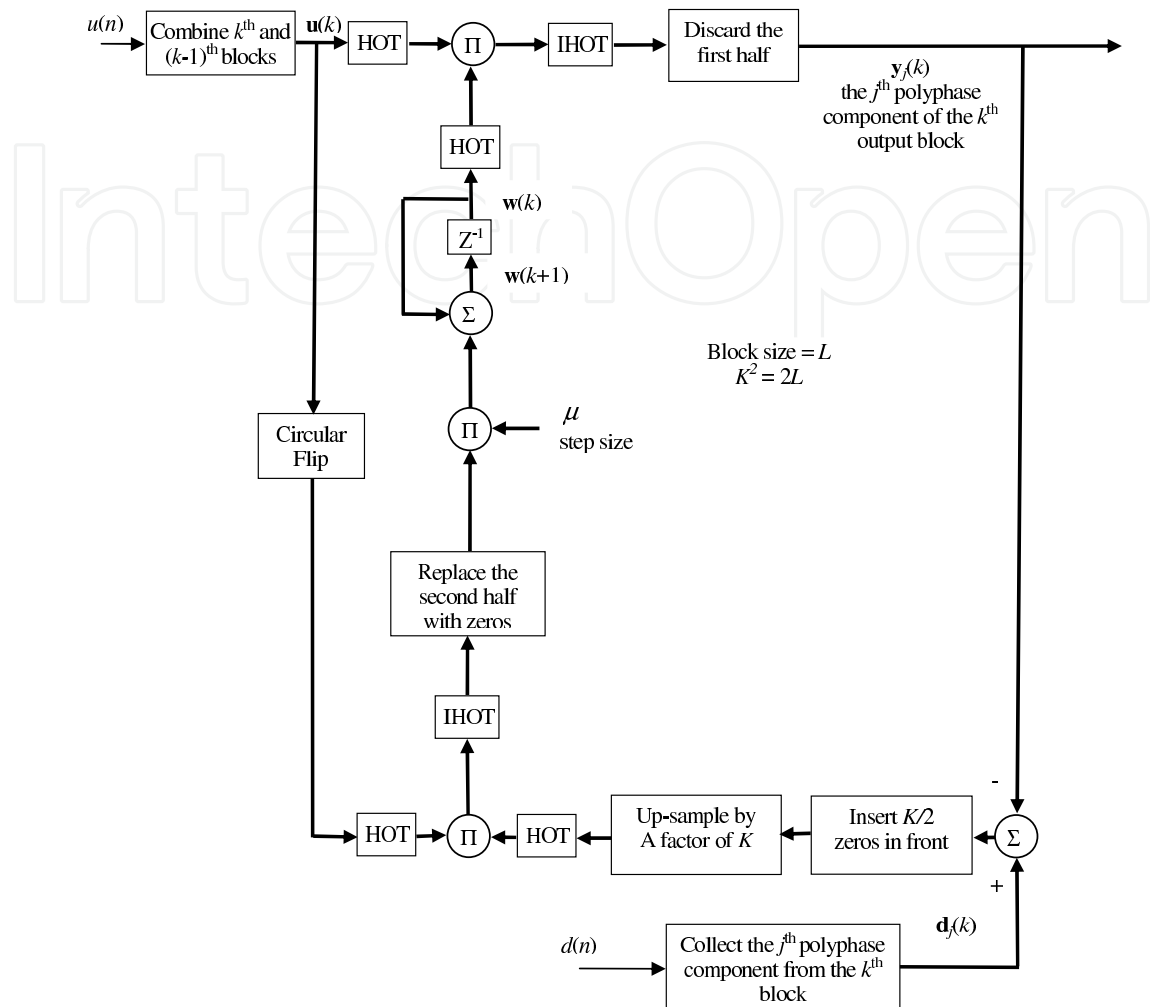 u(n)
Combine kth and
(k-1)th blocks
u(k)
HOT
Π
IHOT
Discard the
first half
yj(k)
the jth polyphase
component of the kth
output block
HOT
IntechOpen
w(k)
Z-1
w(k+1)
Σ
Block size = L
K2 = 2L
Π
μ
step size
Circular
Flip
Replace the
second half
with zeros
IHOT
-
HOT
Π
HOT
Up-sample by
A factor of K
Insert K/2
zeros in front
Σ
+
dj(k)
d(n)
Collect the jth polyphase
component from the kth
block